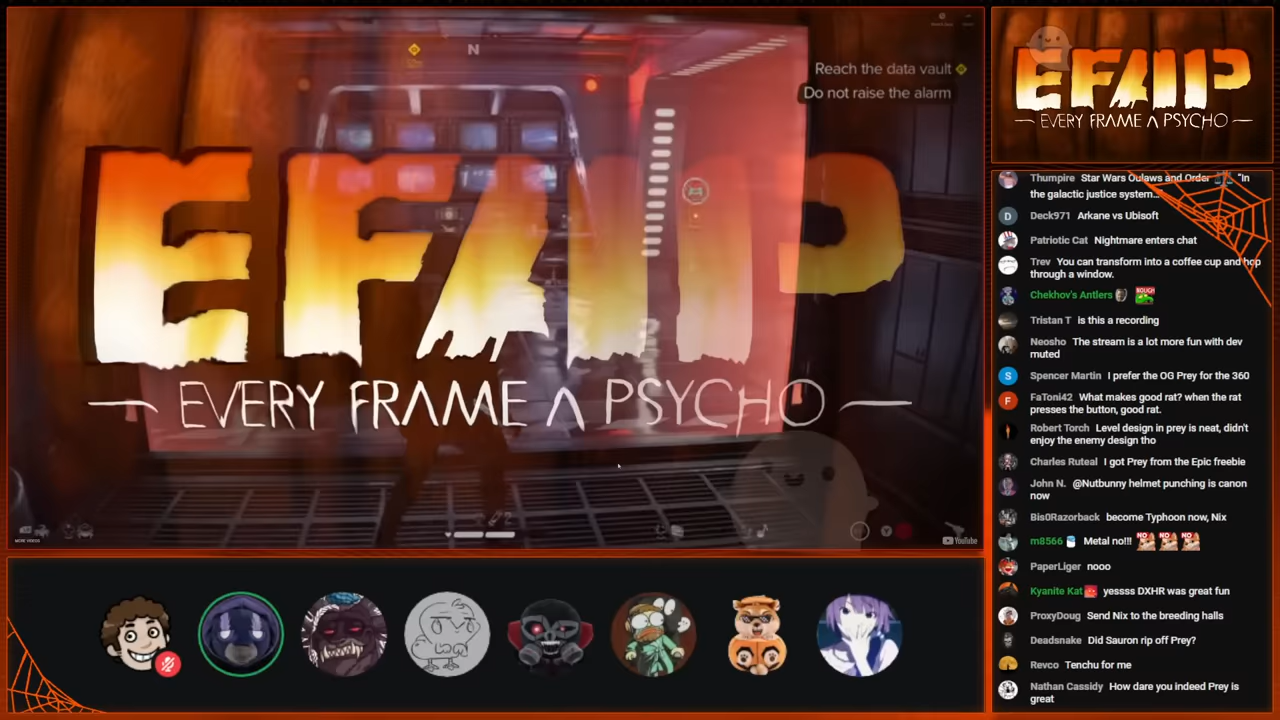 N
Reach the data vault
Do not raise the alarm
EFAP
EVERY FRAME A PSYCHO
MORE VIDEOS
2
Y
YouTube
EFAP
EVERY FRAME A PSYCHO
Thumpire Star Wars Oulaws and Order "In
the galactic justice system...
D Deck971 Arkane vs Ubisoft
Patriotic Cat Nightmare enters chat
Trev You can transform into a coffee cup and hop
through a window.
Chekhov's Antlers ROUGH
Tristan T is this a recording
Neosho The stream is a lot more fun with dev
muted
S Spencer Martin I prefer the OG Prey for the 360
F FaToni42 What makes good rat? when the rat
presses the button, good rat.
Robert Torch Level design in prey is neat, didn't
enjoy the enemy design tho
Charles Ruteal I got Prey from the Epic freebie
John N. @Nutbunny helmet punching is canon
now
Bis0Razorback become Typhoon now, Nix
m8566 Metal no!!! NO NO NO
PaperLiger nooo
Kyanite Kat yessss DXHR was great fun
ProxyDoug Send Nix to the breeding halls
Deadsnake Did Sauron rip off Prey?
Revco Tenchu for me
Nathan Cassidy How dare you indeed Prey is
great